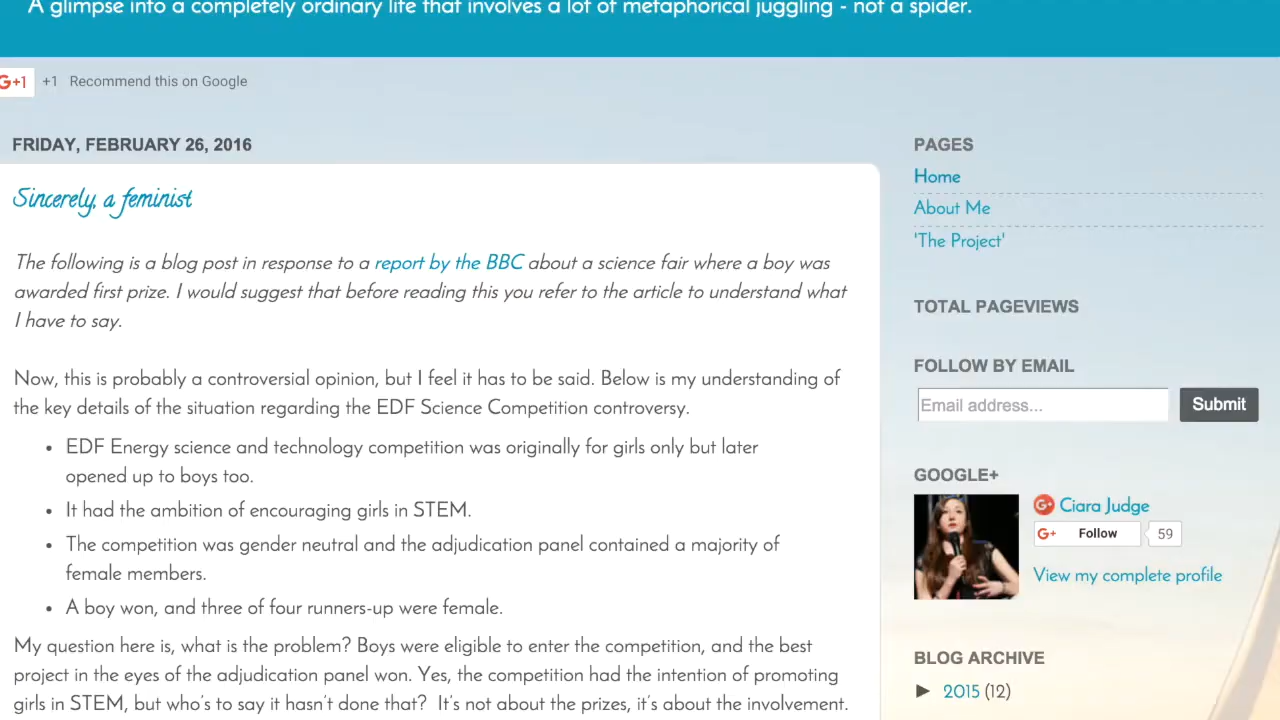 A glimpse into a completely ordinary life that involves a lot of metaphorical juggling - not a spider.
G+1 +1 Recommend this on Google
FRIDAY, FEBRUARY 26, 2016
Sincerely, a feminist
The following is a blog post in response to a report by the BBC about a science fair where a boy was
awarded first prize. I would suggest that before reading this you refer to the article to understand what
I have to say.
Now, this is probably a controversial opinion, but I feel it has to be said. Below is my understanding of
the key details of the situation regarding the EDF Science Competition controversy.
• EDF Energy science and technology competition was originally for girls only but later
opened up to boys too.
• It had the ambition of encouraging girls in STEM.
• The competition was gender neutral and the adjudication panel contained a majority of
female members.
• A boy won, and three of four runners-up were female.
My question here is, what is the problem? Boys were eligible to enter the competition, and the best
project in the eyes of the adjudication panel won. Yes, the competition had the intention of promoting
girls in STEM, but who's to say it hasn't done that? It's not about the prizes, it's about the involvement.
PAGES
Home
About Me
'The Project'
TOTAL PAGEVIEWS
FOLLOW BY EMAIL
Email address... Submit
GOOGLE+
G+ Ciara Judge
G+ Follow 59
View my complete profile
BLOG ARCHIVE
► 2015 (12)